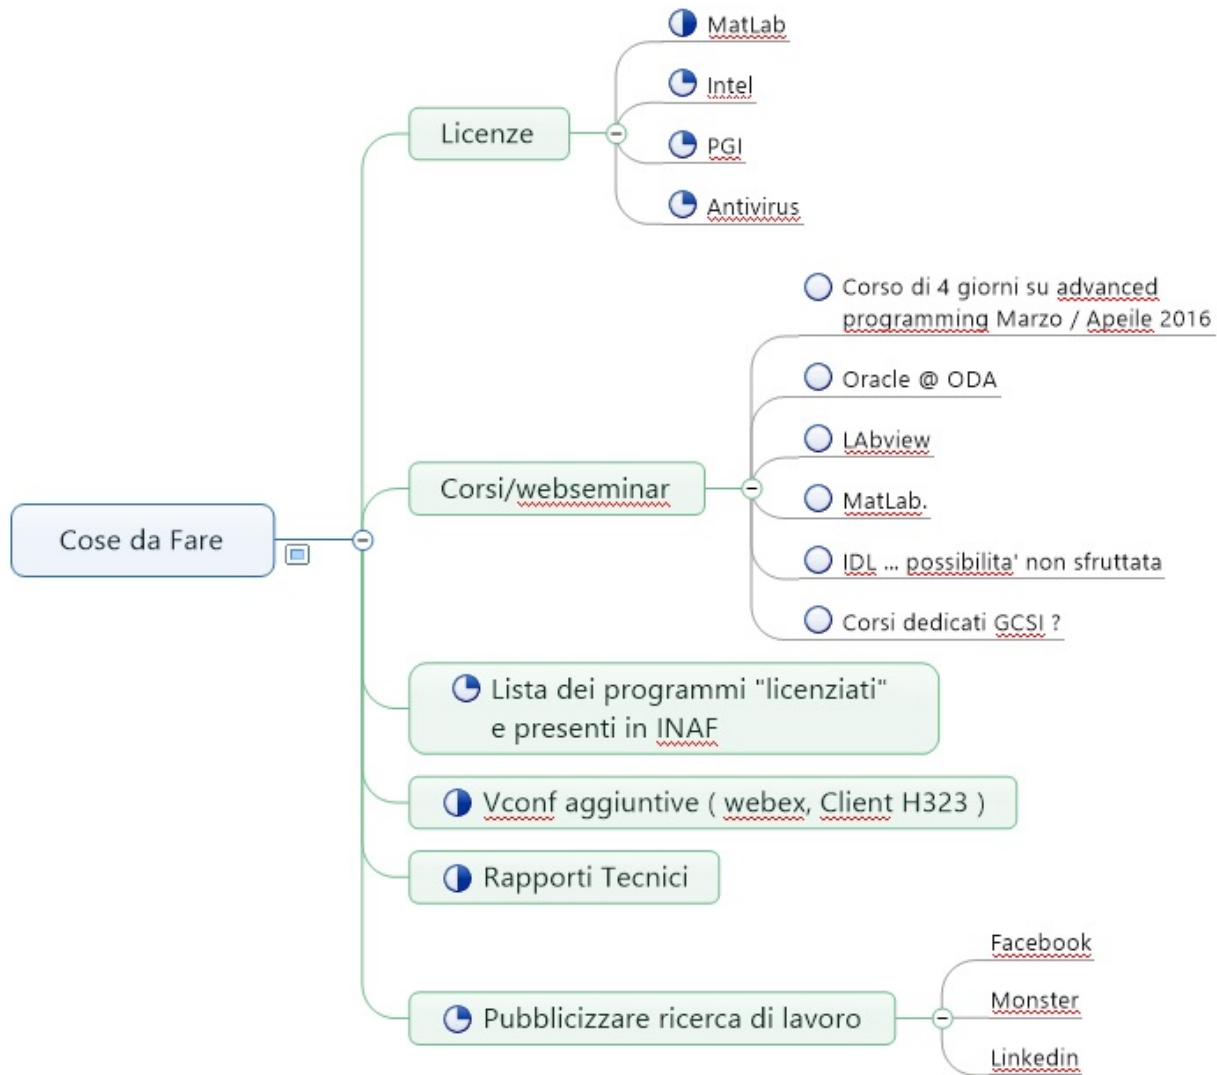 Cose da Fare
Licenze
MatLab
Intel
PGI
Antivirus
Corsi/webseminar
Corso di 4 giorni su advanced
programming Marzo / Apeile 2016
Oracle @ ODA
LAbview
MatLab.
IDL ... possibilita' non sfruttata
Corsi dedicati GCSI ?
Lista dei programmi "licenziati"
e presenti in INAF
Vconf aggiuntive ( webex, Client H323 )
Rapporti Tecnici
Pubblicizzare ricerca di lavoro
Facebook
Monster
Linkedin